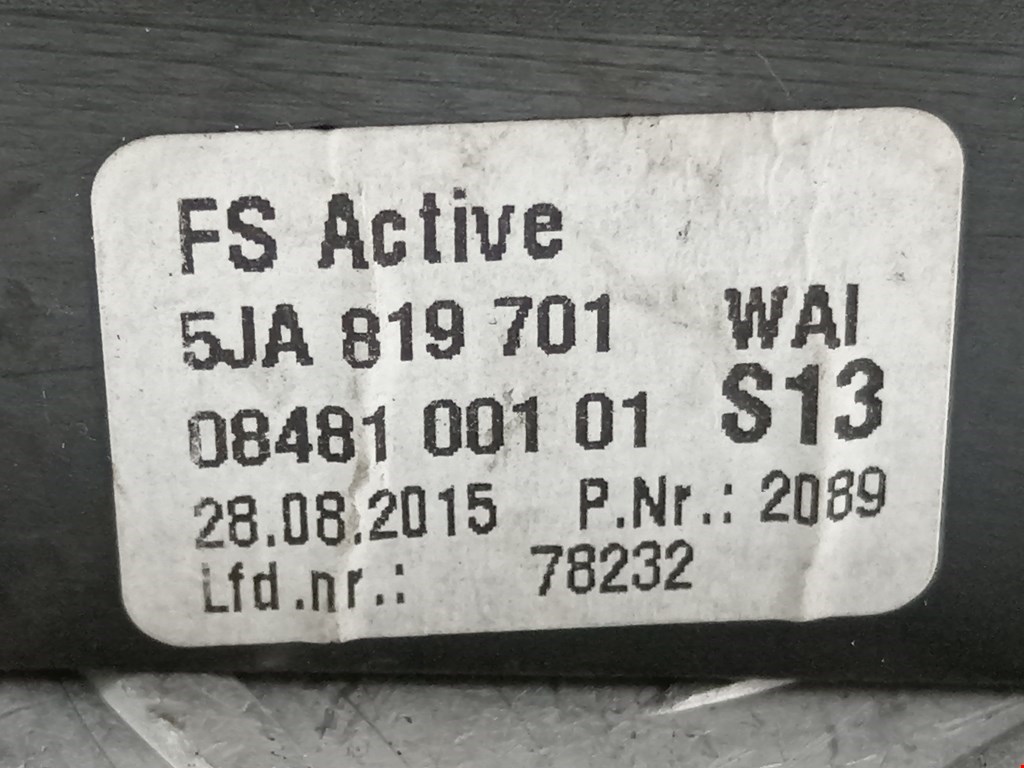 FS Active
5JA 819 701 WAI
08481 001 01 S13
28.08.2015 P.Nr.: 2089
Lfd.nr.: 78232